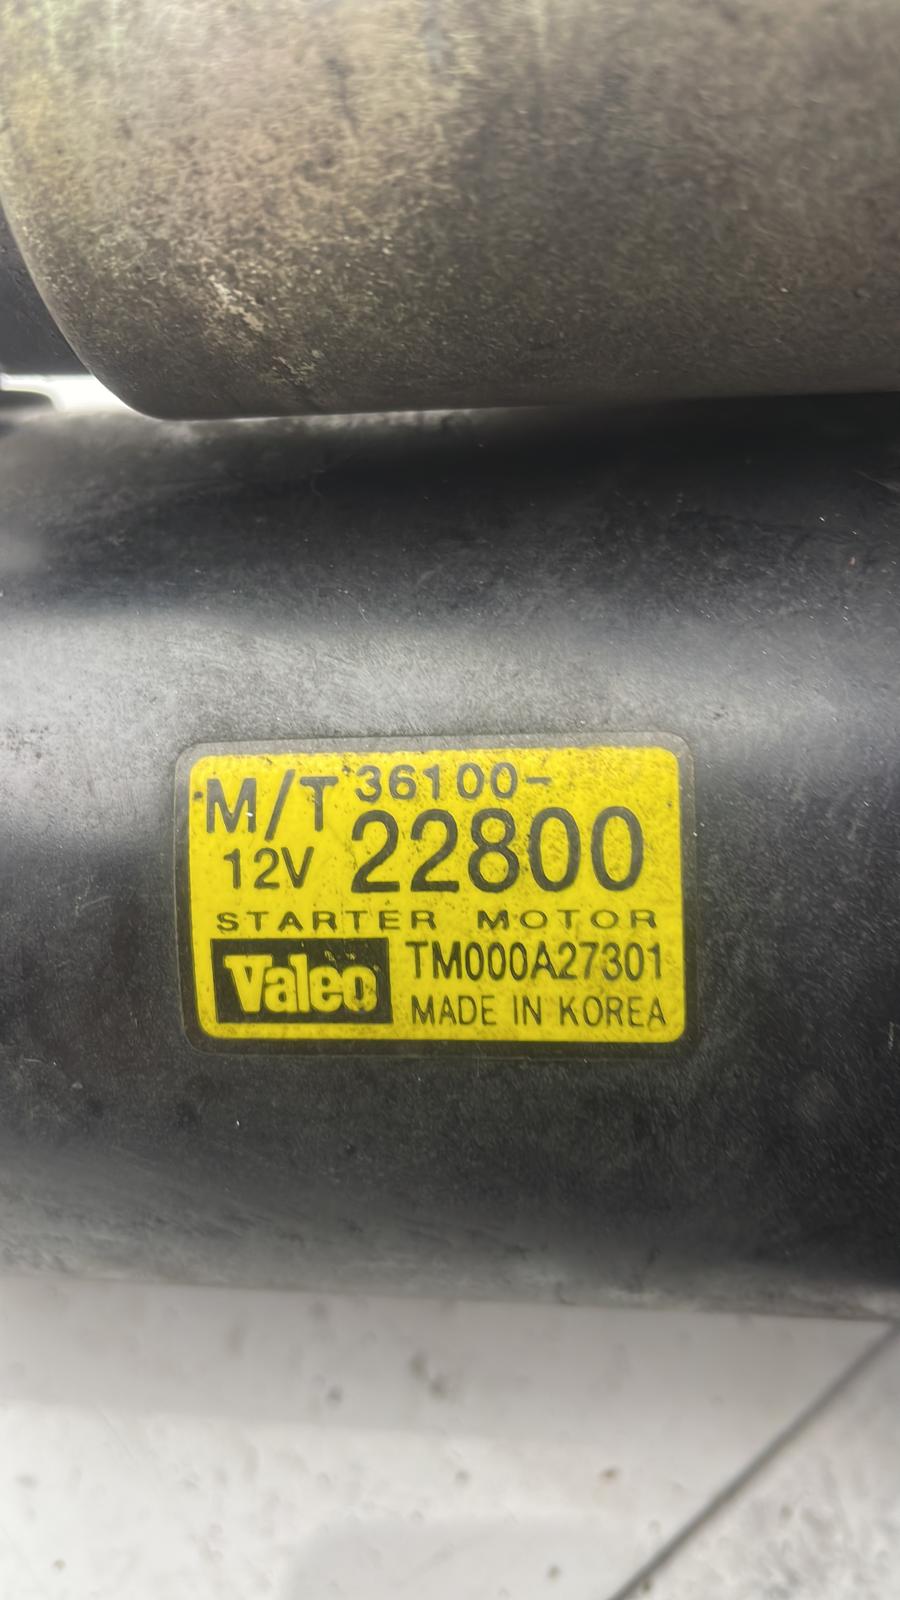 M/T 36100-
12V 22800
STARTER MOTOR
Valeo TM000A27301
MADE IN KOREA